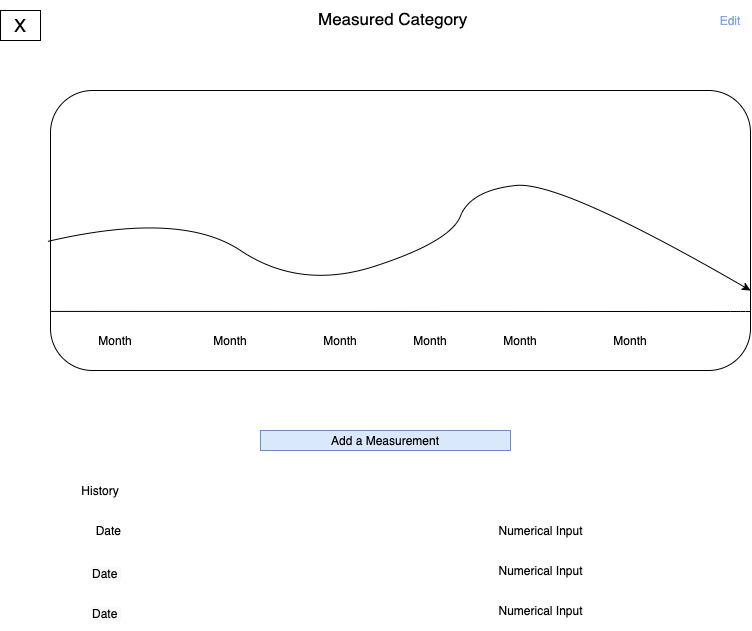 X
Measured Category
Edit
Month Month Month Month Month Month
Add a Measurement
History
Date Numerical Input
Date Numerical Input
Date Numerical Input